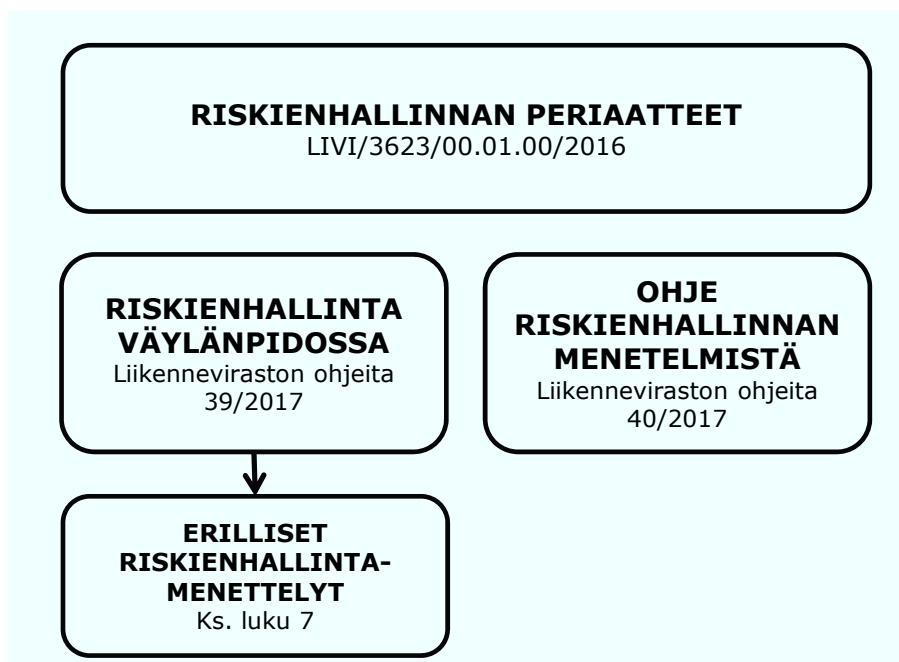 RISKIENHALLINNAN PERIAATTEET
LIVI/3623/00.01.00/2016
RISKIENHALLINTA
VÄYLÄNPIDOSSA
Liikenneviraston ohjeita
39/2017
OHJE
RISKIENHALLINNAN
MENETELMISTÄ
Liikenneviraston ohjeita
40/2017
ERILLISET
RISKIENHALLINTA-
MENETTELYT
Ks. luku 7